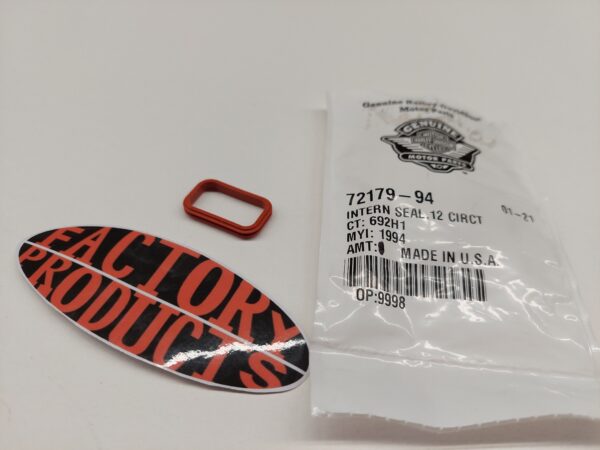 Genuine Harley-Davidson
Motor Parts
GENUINE
MOTOR PARTS
72179-94
INTERN SEAL,12 CIRCT 01-21
CT: 692H1
MYI: 1994
AMT: MADE IN U.S.A.
OP:9998
FACTORY
PRODUCTS